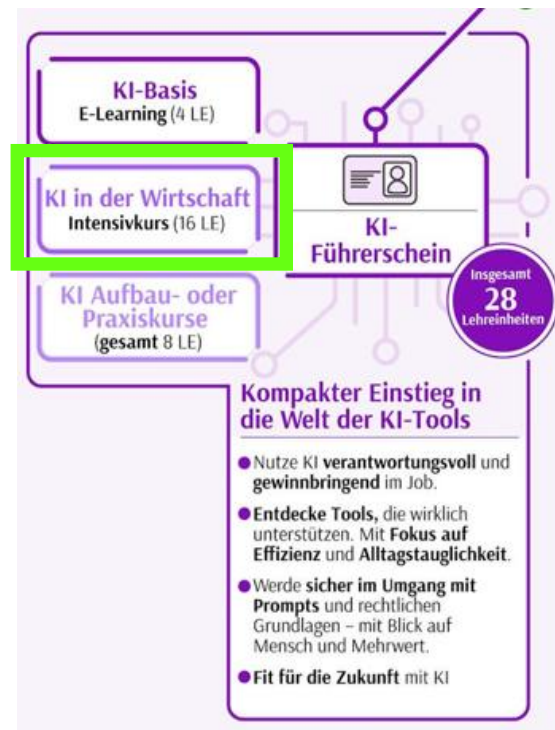 KI-Basis
E-Learning (4 LE)
KI in der Wirtschaft
Intensivkurs (16 LE)
KI Aufbau- oder
Praxiskurse
(gesamt 8 LE)
KI-
Führerschein
Insgesamt
28
Lehreinheiten
Kompakter Einstieg in
die Welt der KI-Tools
Nutze KI verantwortungsvoll und
gewinnbringend im Job.
Entdecke Tools, die wirklich
unterstützen. Mit Fokus auf
Effizienz und Alltagstauglichkeit.
Werde sicher im Umgang mit
Prompts und rechtlichen
Grundlagen – mit Blick auf
Mensch und Mehrwert.
Fit für die Zukunft mit KI